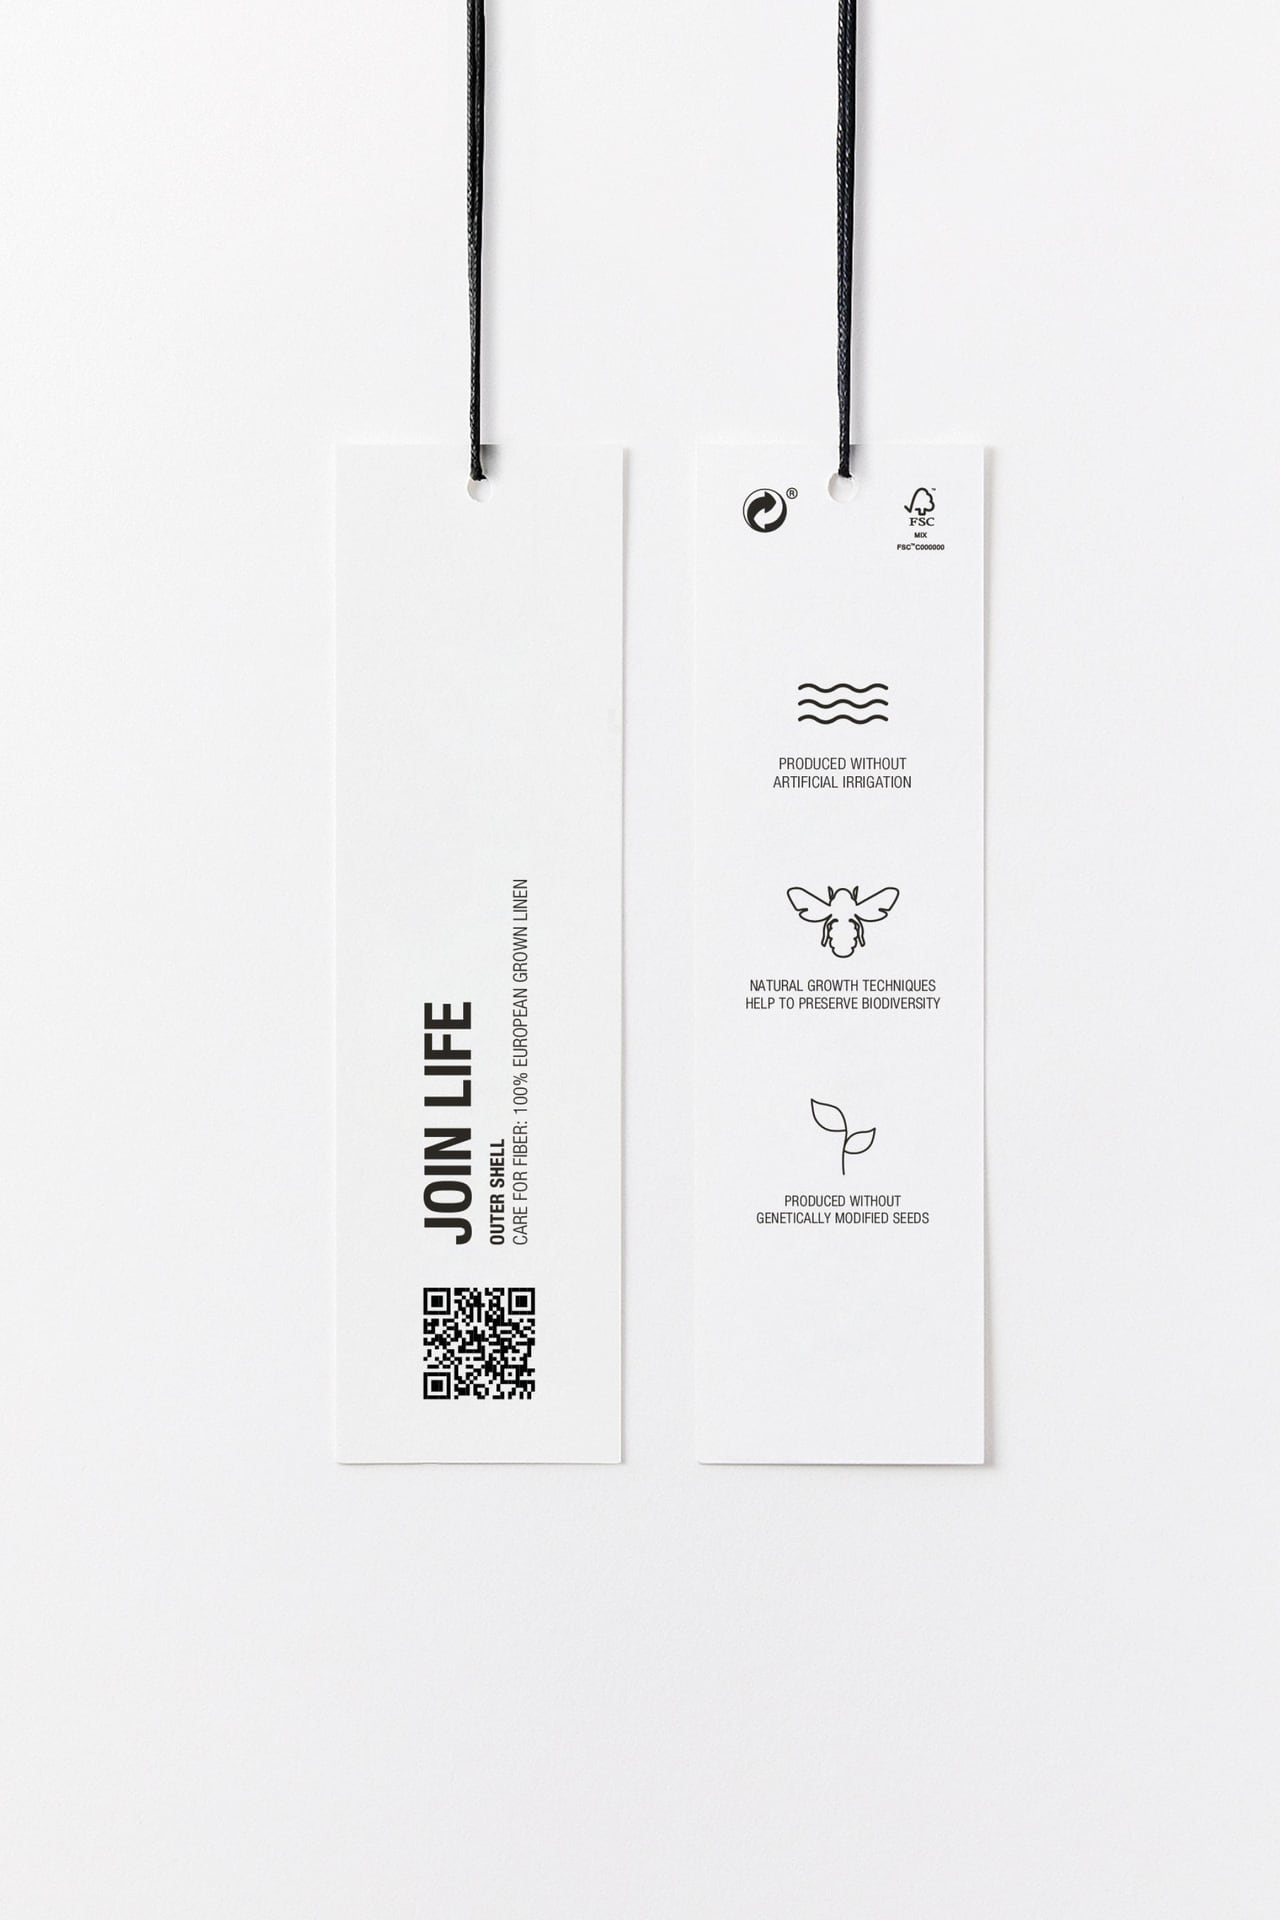 JOIN LIFE
OUTER SHELL
CARE FOR FIBER: 100% EUROPEAN GROWN LINEN
®
™
FSC
MIX
FSC™C000000
PRODUCED WITHOUT
ARTIFICIAL IRRIGATION
NATURAL GROWTH TECHNIQUES
HELP TO PRESERVE BIODIVERSITY
PRODUCED WITHOUT
GENETICALLY MODIFIED SEEDS